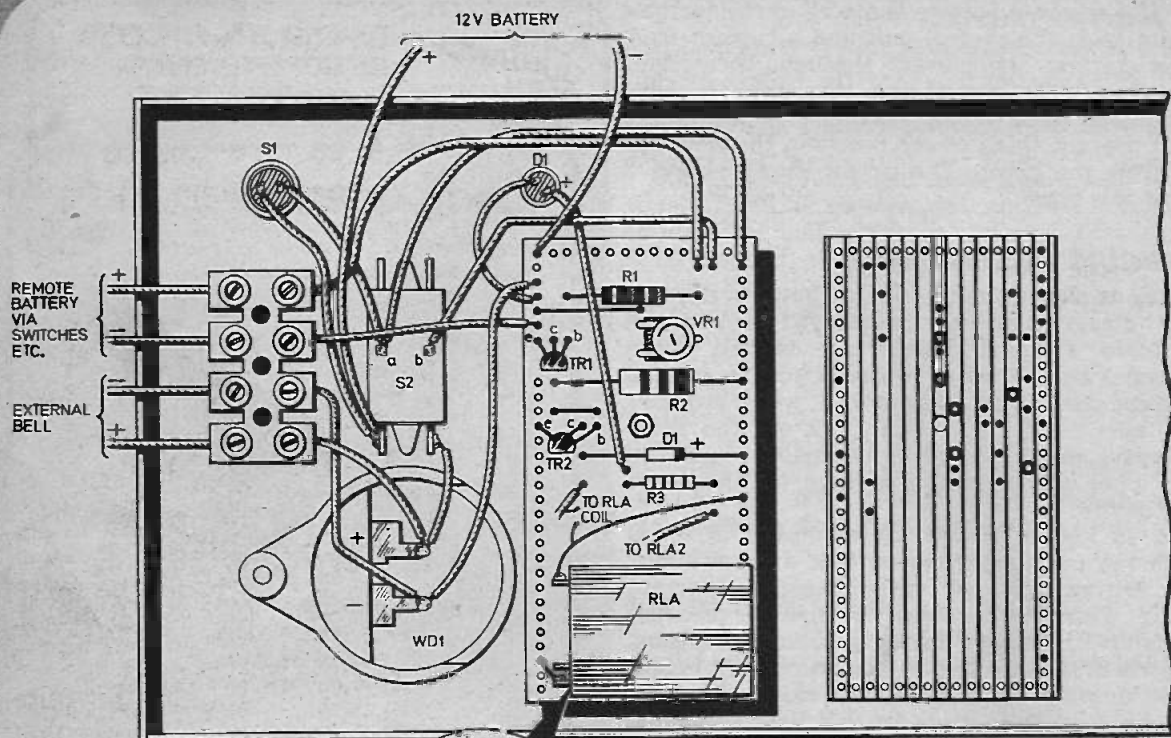 12V BATTERY
+
−
S1
D1
+
+
REMOTE
BATTERY
VIA
SWITCHES
ETC.
−
−
EXTERNAL
BELL
+
a
b
S2
R1
VR1
e
c
b
TR1
R2
e
c
b
TR2
D1 +
R3
TO RLA
COIL
TO RLA2
+
−
WD1
RLA